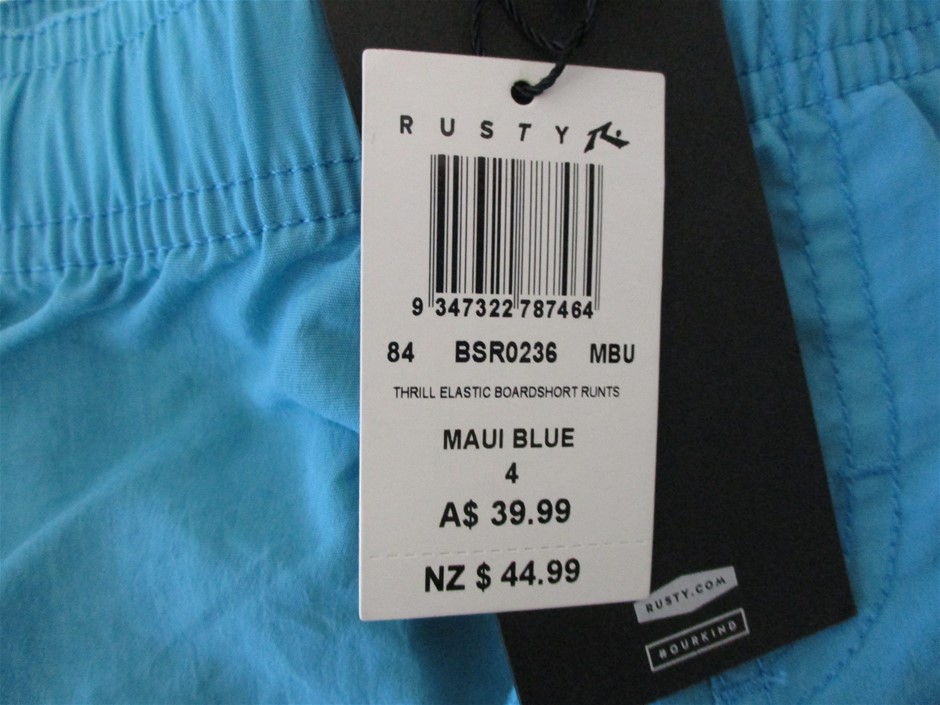 RUSTY
9 347322 787464
84 BSR0236 MBU
THRILL ELASTIC BOARDSHORT RUNTS
MAUI BLUE
4
A$ 39.99
NZ $ 44.99
RUSTY.COM
#OURKIND